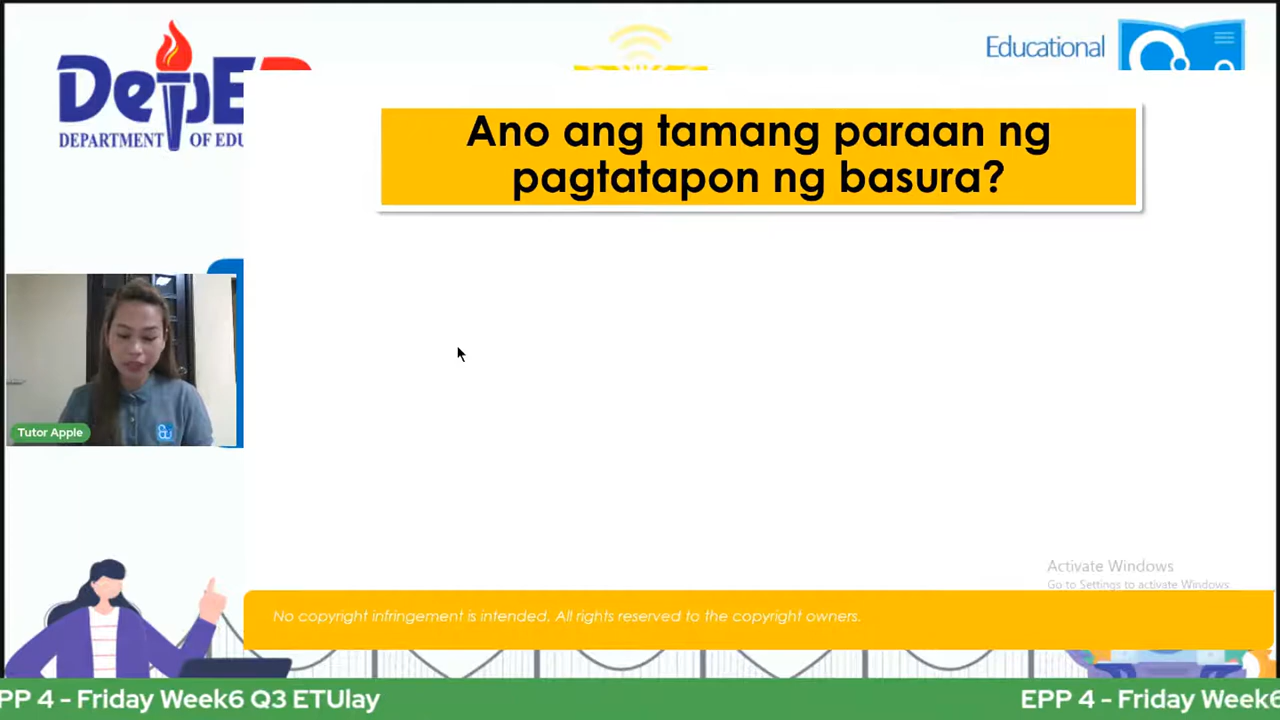 DepE
DEPARTMENT OF EDU
Educational
Ano ang tamang paraan ng
pagtatapon ng basura?
Tutor Apple
Activate Windows
Go to Settings to activate Windows
No copyright infringement is intended. All rights reserved to the copyright owners.
PP 4 - Friday Week6 Q3 ETUlay
EPP 4 - Friday Week6